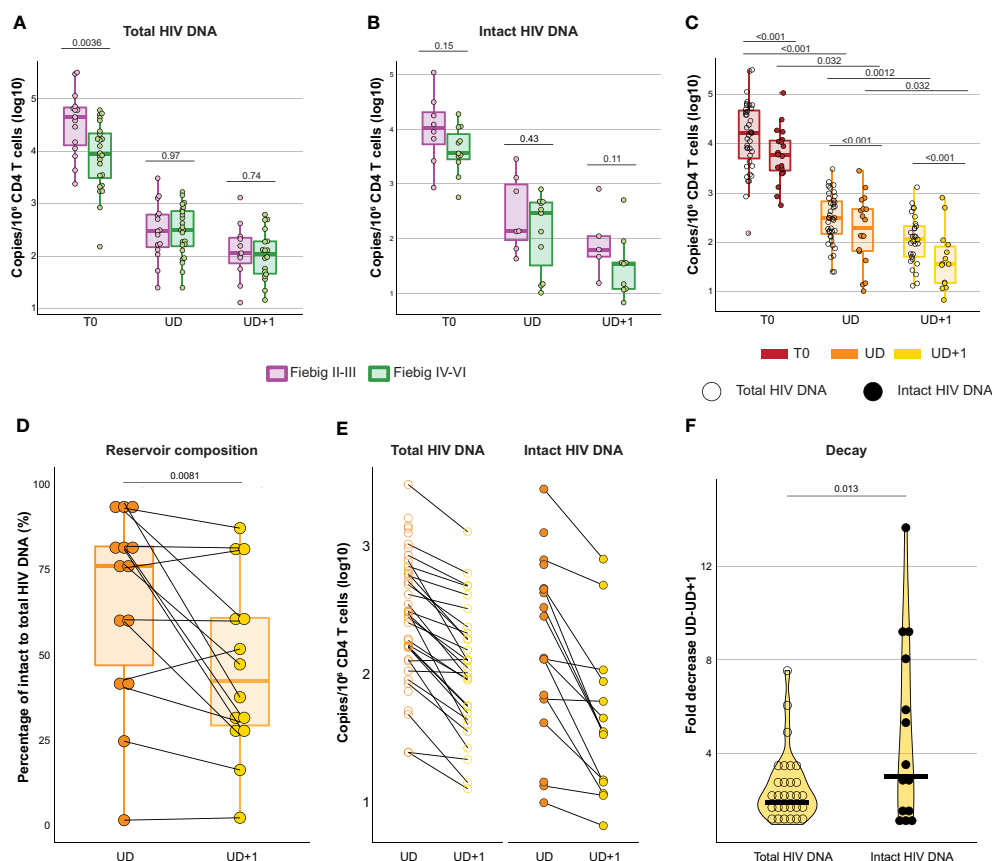 A
Total HIV DNA
0.0036
0.97
0.74
Copies/10⁶ CD4 T cells (log10)
5
4
3
2
1
T0
UD
UD+1
B
Intact HIV DNA
0.15
0.43
0.11
Copies/10⁶ CD4 T cells (log10)
5
4
3
2
1
T0
UD
UD+1
Fiebig II-III
Fiebig IV-VI
C
<0.001
<0.001
0.032
0.0012
0.032
<0.001
<0.001
Copies/10⁶ CD4 T cells (log10)
5
4
3
2
1
T0
UD
UD+1
T0
UD
UD+1
Total HIV DNA
Intact HIV DNA
D
Reservoir composition
0.0081
Percentage of intact to total HIV DNA (%)
100
75
50
25
0
UD
UD+1
E
Total HIV DNA
Intact HIV DNA
Copies/10⁶ CD4 T cells (log10)
3
2
1
UD
UD+1
UD
UD+1
F
Decay
0.013
Fold decrease UD-UD+1
12
8
4
Total HIV DNA
Intact HIV DNA